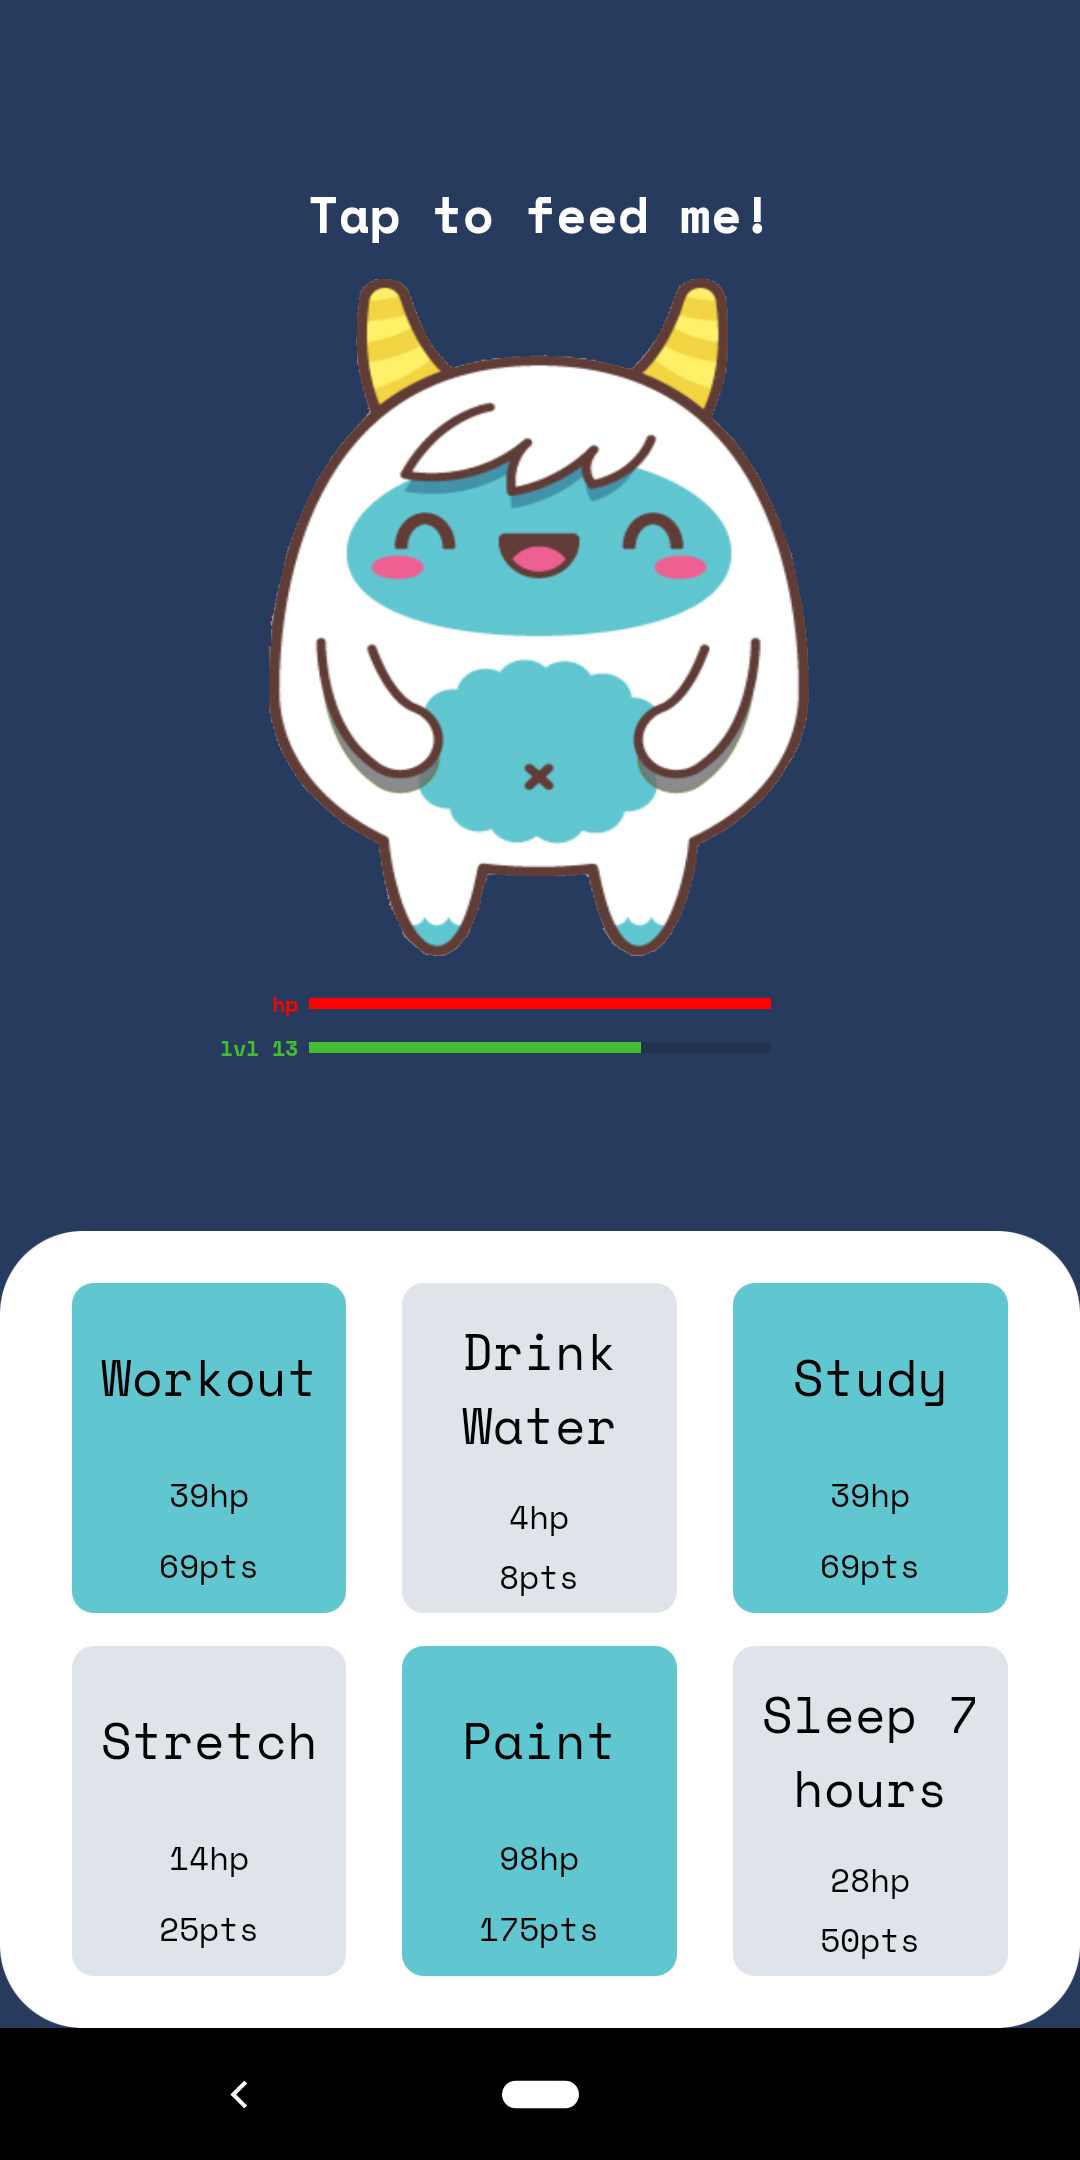 Tap to feed me!
hp
lvl 13
Workout
39hp
69pts
Drink
Water
4hp
8pts
Study
39hp
69pts
Stretch
14hp
25pts
Paint
98hp
175pts
Sleep 7
hours
28hp
50pts